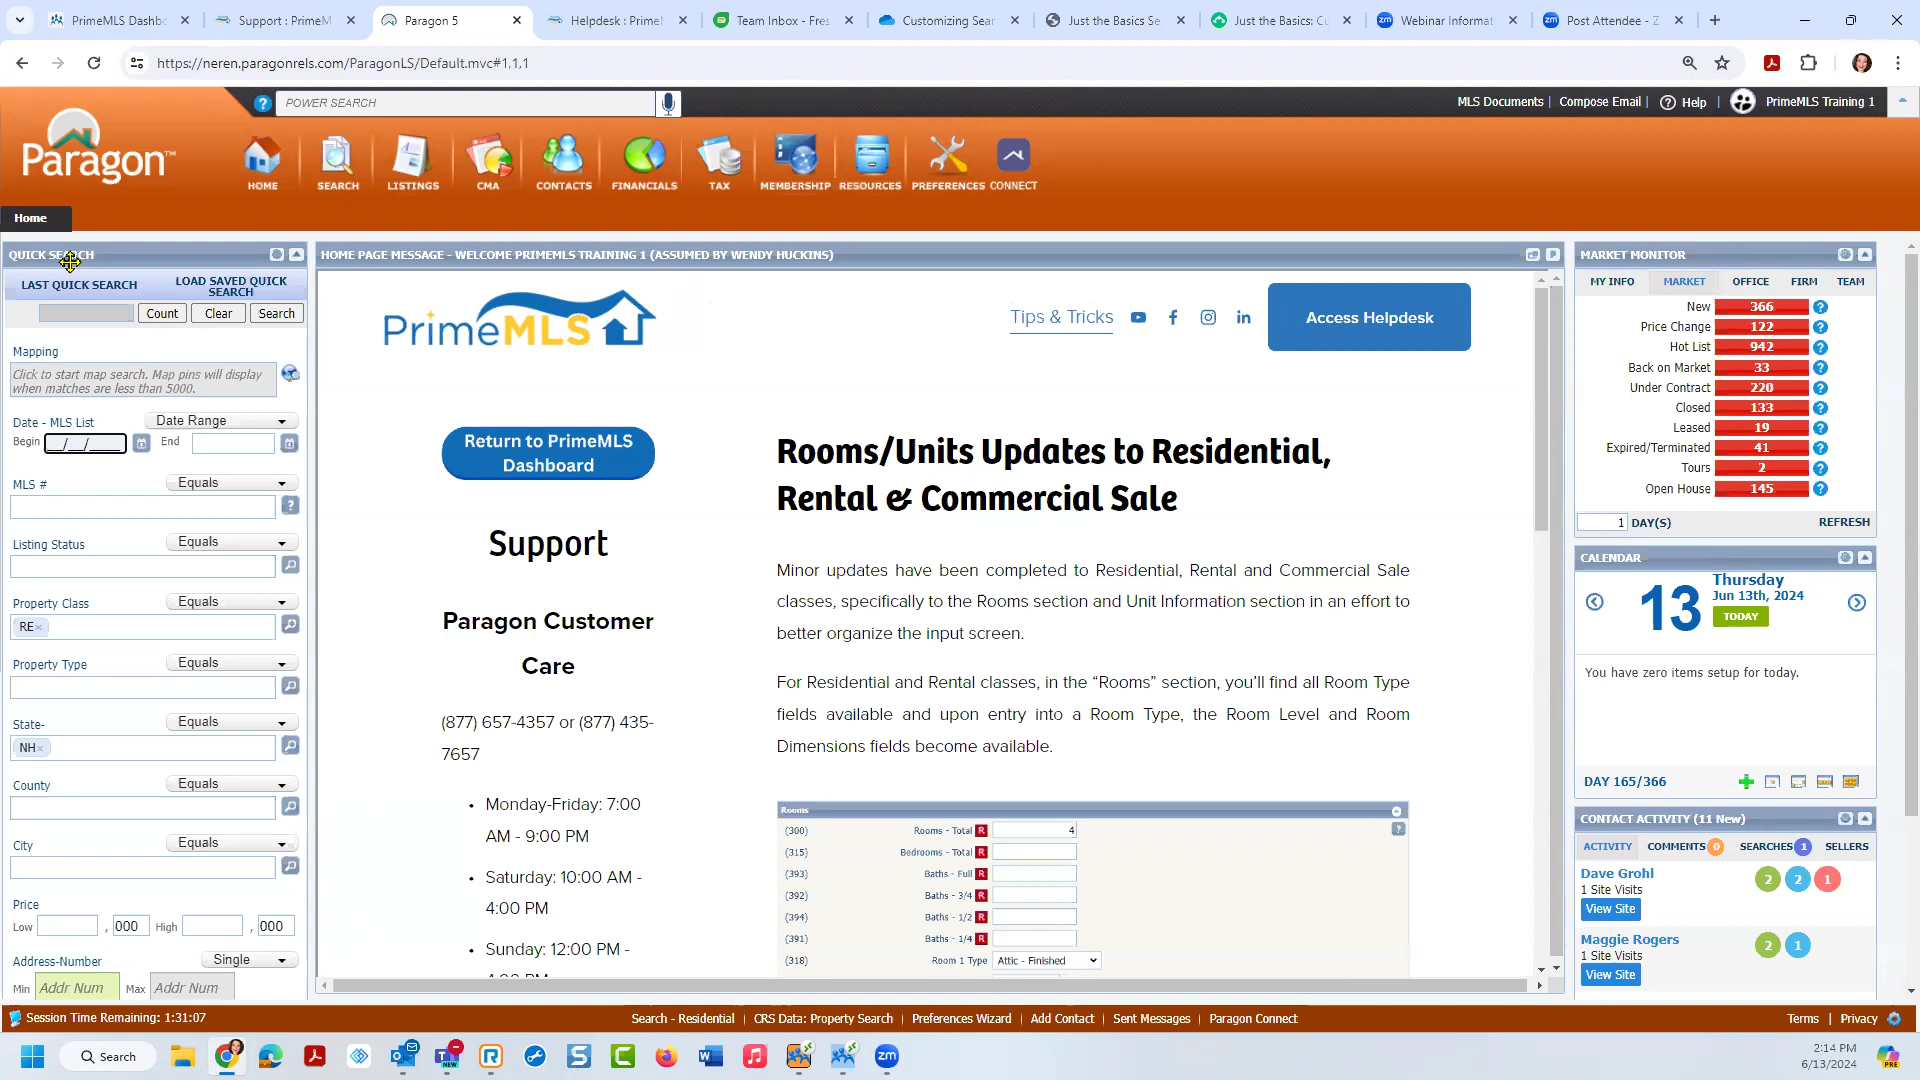 PrimeMLS Dashbo
Support : PrimeM
Paragon 5
Helpdesk : Prime
Team Inbox - Fres
Customizing Sear
Just the Basics Se
Just the Basics: Cu
Webinar Informat
Post Attendee - Z
https://neren.paragonrels.com/ParagonLS/Default.mvc#1,1,1
POWER SEARCH
MLS Documents | Compose Email | Help | PrimeMLS Training 1
Paragon
HOME
SEARCH
LISTINGS
CMA
CONTACTS
FINANCIALS
TAX
MEMBERSHIP
RESOURCES
PREFERENCES
CONNECT
Home
QUICK SEARCH
LAST QUICK SEARCH
LOAD SAVED QUICK
SEARCH
Count Clear Search
Mapping
Click to start map search. Map pins will display
when matches are less than 5000.
Date - MLS List Date Range
Begin __/__/____ End
MLS # Equals
Listing Status Equals
Property Class Equals
RE×
Property Type Equals
State- Equals
NH×
County Equals
City Equals
Price
Low , 000 High , 000
Address-Number Single
Min Addr Num Max Addr Num
HOME PAGE MESSAGE - WELCOME PRIMEMLS TRAINING 1 (ASSUMED BY WENDY HUCKINS)
PrimeMLS
Tips & Tricks
Access Helpdesk
Return to PrimeMLS
Dashboard
Support
Paragon Customer
Care
(877) 657-4357 or (877) 435-
7657
• Monday-Friday: 7:00
AM - 9:00 PM
• Saturday: 10:00 AM -
4:00 PM
• Sunday: 12:00 PM -
Rooms/Units Updates to Residential,
Rental & Commercial Sale
Minor updates have been completed to Residential, Rental and Commercial Sale
classes, specifically to the Rooms section and Unit Information section in an effort to
better organize the input screen.
For Residential and Rental classes, in the “Rooms” section, you’ll find all Room Type
fields available and upon entry into a Room Type, the Room Level and Room
Dimensions fields become available.
Rooms
(300) Rooms - Total R 4
(315) Bedrooms - Total R
(393) Baths - Full R
(392) Baths - 3/4 R
(394) Baths - 1/2 R
(391) Baths - 1/4 R
(318) Room 1 Type Attic - Finished
MARKET MONITOR
MY INFO MARKET OFFICE FIRM TEAM
New 366
Price Change 122
Hot List 942
Back on Market 33
Under Contract 220
Closed 133
Leased 19
Expired/Terminated 41
Tours 2
Open House 145
1 DAY(S) REFRESH
CALENDAR
13
Thursday
Jun 13th, 2024
TODAY
You have zero items setup for today.
DAY 165/366
CONTACT ACTIVITY (11 New)
ACTIVITY COMMENTS 0 SEARCHES 1 SELLERS
Dave Grohl 2 2 1
1 Site Visits
View Site
Maggie Rogers 2 1
1 Site Visits
View Site
Session Time Remaining: 1:31:07
Search - Residential | CRS Data: Property Search | Preferences Wizard | Add Contact | Sent Messages | Paragon Connect
Terms | Privacy
Search
2:14 PM
6/13/2024